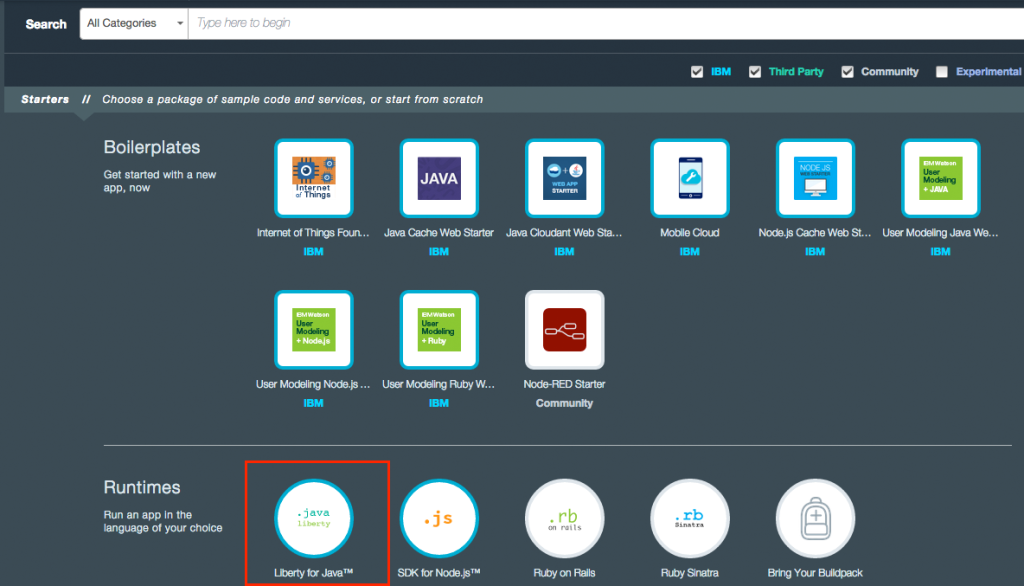 Search
All Categories
Type here to begin
IBM
Third Party
Community
Experimental
Starters // Choose a package of sample code and services, or start from scratch
Boilerplates
Get started with a new
app, now
Internet
of Things
Internet of Things Foun...
IBM
JAVA
Java Cache Web Starter
IBM
WEB APP
STARTER
Java Cloudant Web Sta...
IBM
Mobile Cloud
IBM
NODE.JS
WEB STARTER
Node.js Cache Web St...
IBM
IBM Watson
User
Modeling
+ JAVA
User Modeling Java We...
IBM
IBM Watson
User
Modeling
+ Node.js
User Modeling Node.js ...
IBM
IBM Watson
User
Modeling
+ Ruby
User Modeling Ruby W...
IBM
Node-RED Starter
Community
Runtimes
Run an app in the
language of your choice
.java
liberty
Liberty for Java™
.js
SDK for Node.js™
.rb
on rails
Ruby on Rails
.rb
Sinatra
Ruby Sinatra
Bring Your Buildpack